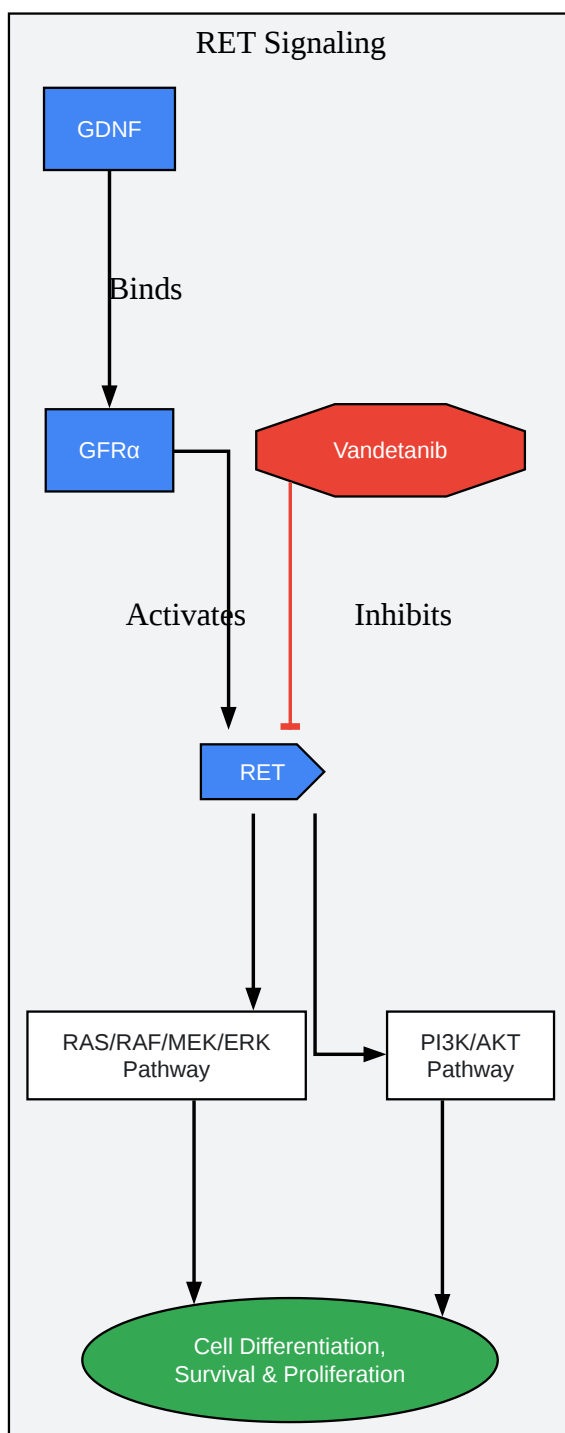 RET Signaling
GDNF
Binds
GFRα
Vandetanib
Activates
Inhibits
RET
RAS/RAF/MEK/ERK
Pathway
PI3K/AKT
Pathway
Cell Differentiation,
Survival & Proliferation